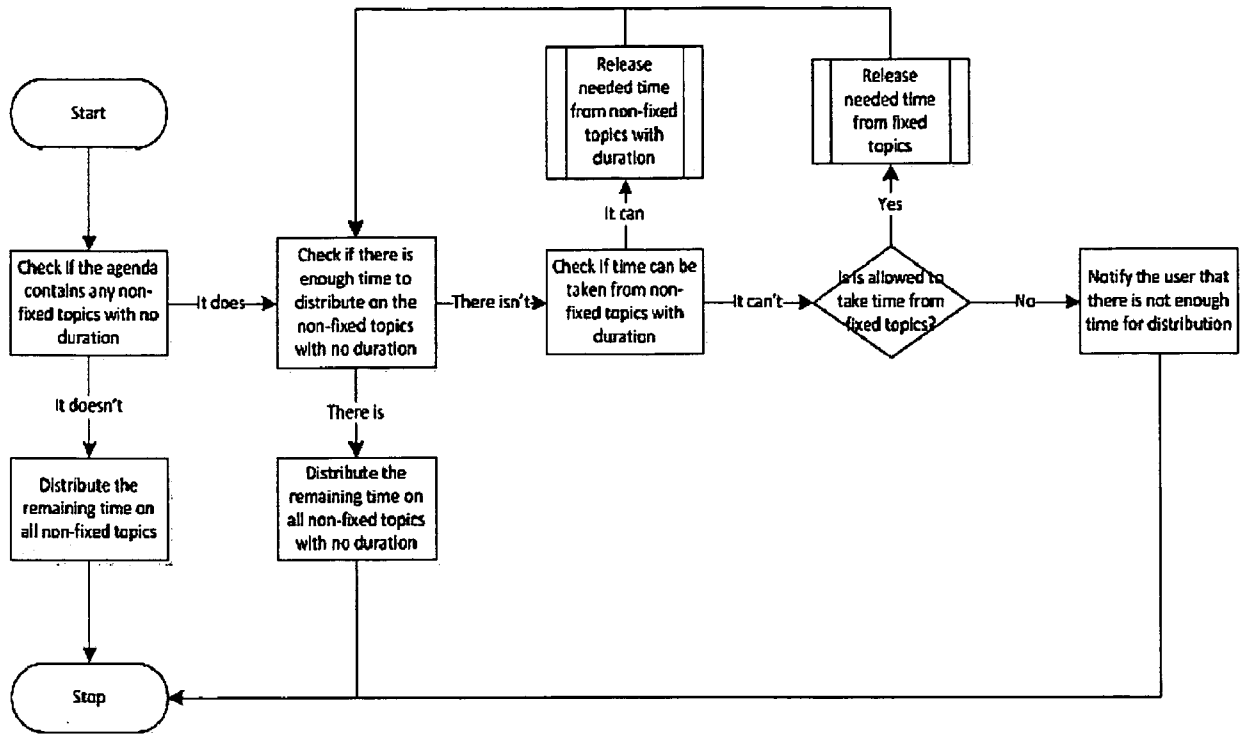 Start
Check if the agenda
contains any non-
fixed topics with no
duration
It does
It doesn't
Distribute the
remaining time on
all non-fixed topics
Stop
Check if there is
enough time to
distribute on the
non-fixed topics
with no duration
There isn't
There is
Distribute the
remaining time on
all non-fixed topics
with no duration
Check if time can be
taken from non-
fixed topics with
duration
It can
Release
needed time
from non-fixed
topics with
duration
It can't
Is is allowed to
take time from
fixed topics?
Yes
Release
needed time
from fixed
topics
No
Notify the user that
there is not enough
time for distribution